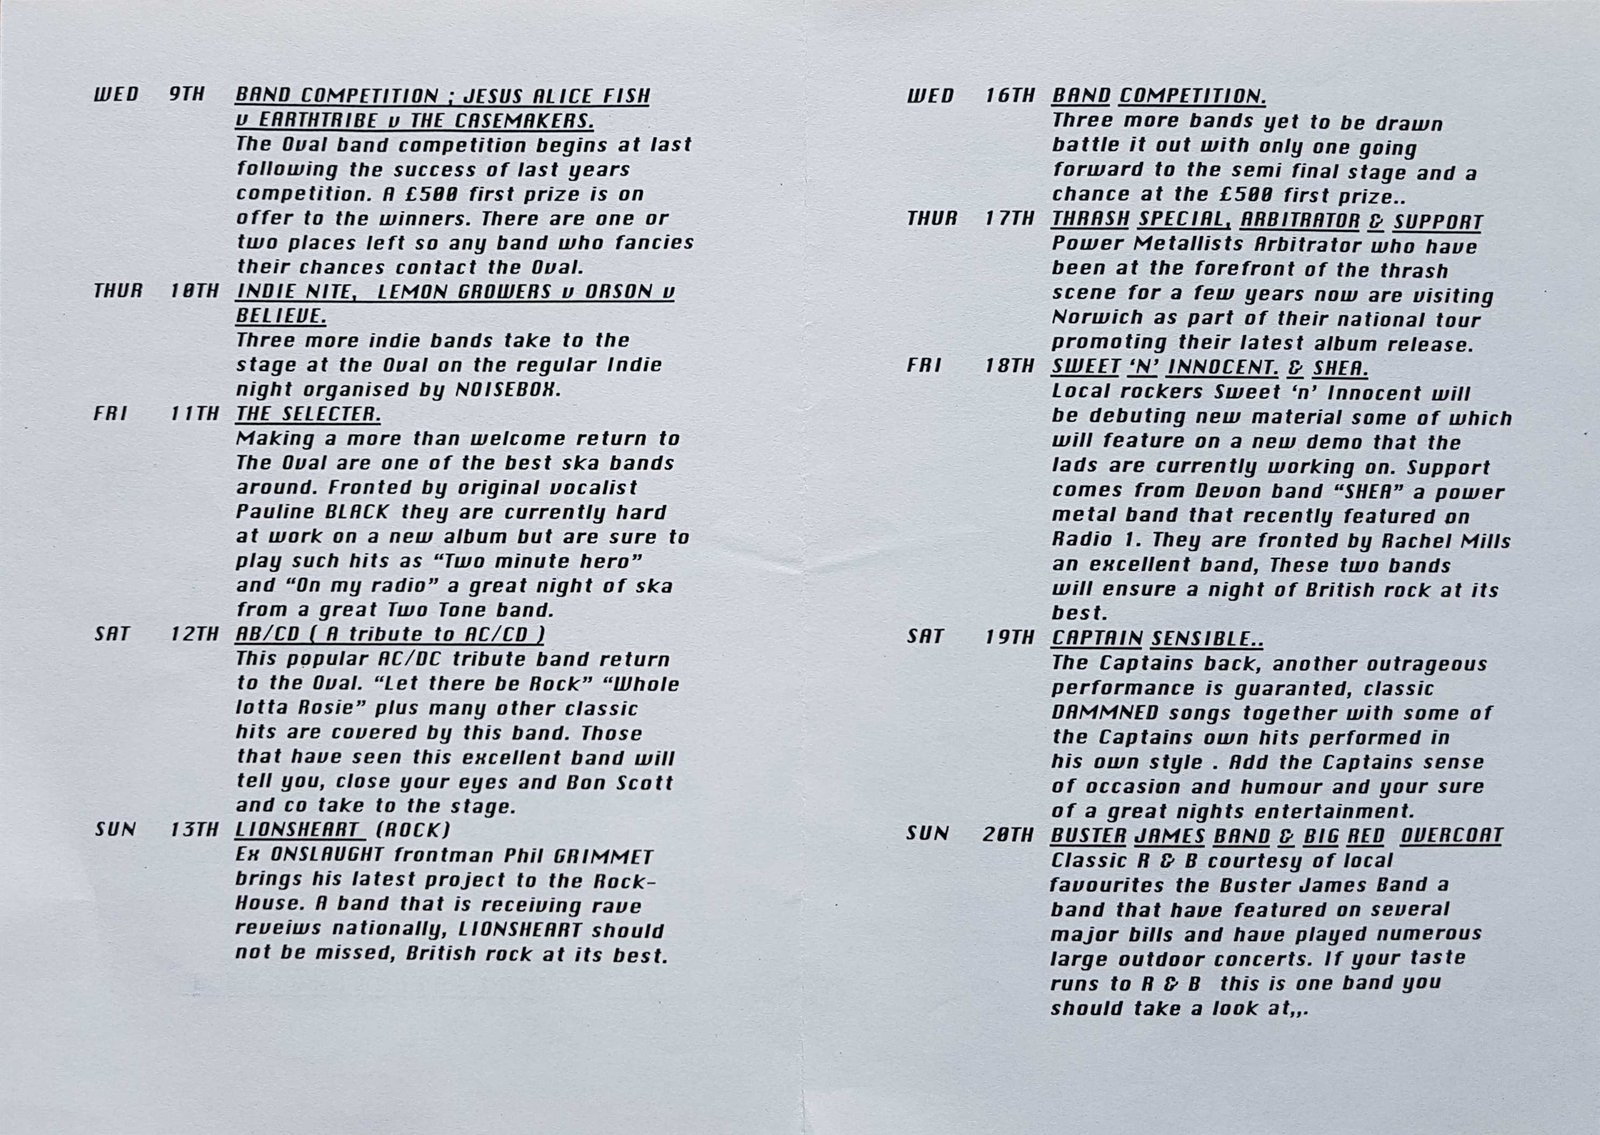 WED 9TH BAND COMPETITION ; JESUS ALICE FISH
v EARTHTRIBE v THE CASEMAKERS.
The Oval band competition begins at last
following the success of last years
competition. A £500 first prize is on
offer to the winners. There are one or
two places left so any band who fancies
their chances contact the Oval.
THUR 10TH INDIE NITE, LEMON GROWERS v ORSON v
BELIEVE.
Three more indie bands take to the
stage at the Oval on the regular Indie
night organised by NOISEBOX.
FRI 11TH THE SELECTER.
Making a more than welcome return to
The Oval are one of the best ska bands
around. Fronted by original vocalist
Pauline BLACK they are currently hard
at work on a new album but are sure to
play such hits as “Two minute hero”
and “On my radio” a great night of ska
from a great Two Tone band.
SAT 12TH AB/CD ( A tribute to AC/CD )
This popular AC/DC tribute band return
to the Oval. “Let there be Rock” “Whole
lotta Rosie” plus many other classic
hits are covered by this band. Those
that have seen this excellent band will
tell you, close your eyes and Bon Scott
and co take to the stage.
SUN 13TH LIONSHEART (ROCK)
Ex ONSLAUGHT frontman Phil GRIMMET
brings his latest project to the Rock-
House. A band that is receiving rave
reveiws nationally, LIONSHEART should
not be missed, British rock at its best.
WED 16TH BAND COMPETITION.
Three more bands yet to be drawn
battle it out with only one going
forward to the semi final stage and a
chance at the £500 first prize..
THUR 17TH THRASH SPECIAL, ARBITRATOR & SUPPORT
Power Metallists Arbitrator who have
been at the forefront of the thrash
scene for a few years now are visiting
Norwich as part of their national tour
promoting their latest album release.
FRI 18TH SWEET ‘N’ INNOCENT. & SHEA.
Local rockers Sweet ‘n’ Innocent will
be debuting new material some of which
will feature on a new demo that the
lads are currently working on. Support
comes from Devon band “SHEA” a power
metal band that recently featured on
Radio 1. They are fronted by Rachel Mills
an excellent band, These two bands
will ensure a night of British rock at its
best.
SAT 19TH CAPTAIN SENSIBLE..
The Captains back, another outrageous
performance is guaranted, classic
DAMMNED songs together with some of
the Captains own hits performed in
his own style . Add the Captains sense
of occasion and humour and your sure
of a great nights entertainment.
SUN 20TH BUSTER JAMES BAND & BIG RED OVERCOAT
Classic R & B courtesy of local
favourites the Buster James Band a
band that have featured on several
major bills and have played numerous
large outdoor concerts. If your taste
runs to R & B this is one band you
should take a look at,,.